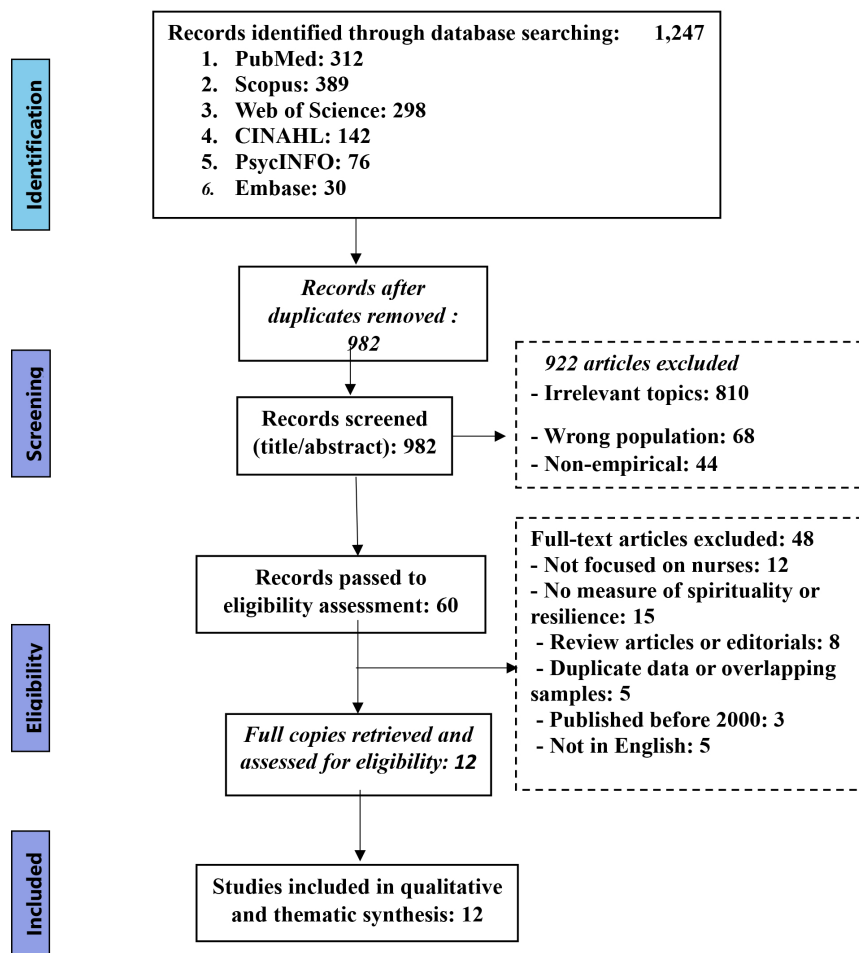 Identification
Records identified through database searching: 1,247
1. PubMed: 312
2. Scopus: 389
3. Web of Science: 298
4. CINAHL: 142
5. PsycINFO: 76
6. Embase: 30
Records after
duplicates removed :
982
Screening
Records screened
(title/abstract): 982
922 articles excluded
- Irrelevant topics: 810
- Wrong population: 68
- Non-empirical: 44
Records passed to
eligibility assessment: 60
Full-text articles excluded: 48
- Not focused on nurses: 12
- No measure of spirituality or
resilience: 15
- Review articles or editorials: 8
- Duplicate data or overlapping
samples: 5
- Published before 2000: 3
- Not in English: 5
Eligibility
Full copies retrieved and
assessed for eligibility: 12
Included
Studies included in qualitative
and thematic synthesis: 12